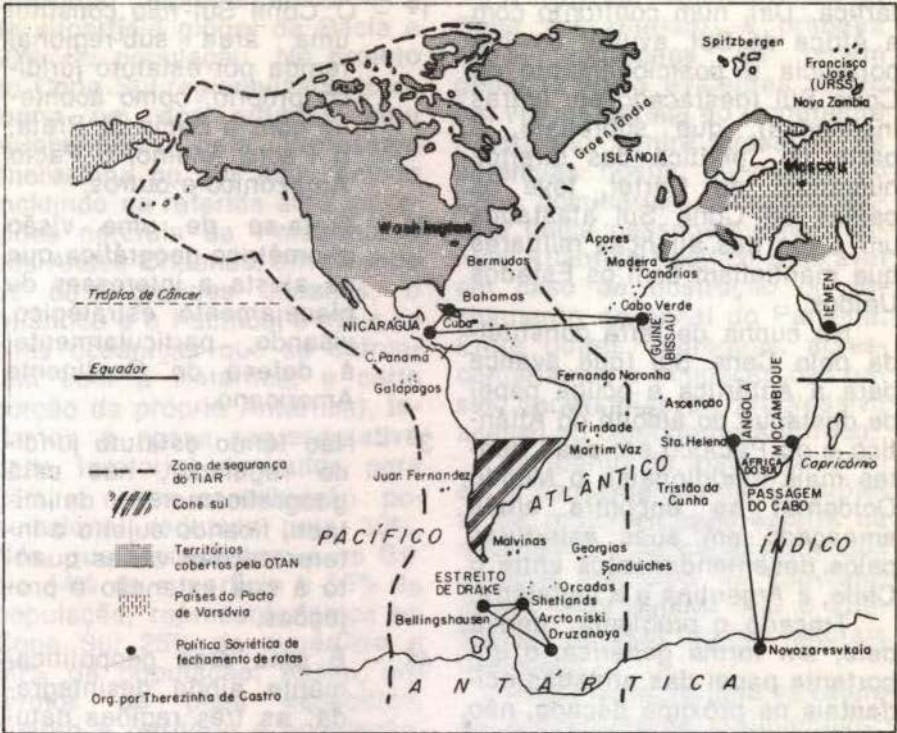 Spitzbergen
Francisco
José
(URSS)
Nova Zambia
Groenlândia
ISLÂNDIA
Moscou
Washington
Bermudas
Açores
Madeira
Canárias
Trópico de Câncer
Bahamas
Cuba
NICARAGUA
Cabo Verde
GUINÉ
BISSAU
IEMEN
C. Panamá
Equador
Galápagos
Fernando Noronha
Ascenção
ANGOLA
MOÇAMBIQUE
Trindade
Martim Vaz
Sta. Helena
ÁFRICA
DO SUL
Capricórnio
Juan Fernandez
ATLÂNTICO
Tristão da
Cunha
PASSAGEM
DO CABO
PACÍFICO
ÍNDICO
Malvinas
Georgias
Sanduiches
ESTREITO
DE DRAKE
Orcadas
Shetlands
Bellingshausen
Arctoniski
Druzanaya
Novozaresvkaia
ANTÁRTICA
Zona de segurança
do TIAR
Cone sul
Territórios
cobertos pela OTAN
Países do Pacto
de Varsóvia
Política Soviética de
fechamento de rotas
Org. por Therezinha de Castro